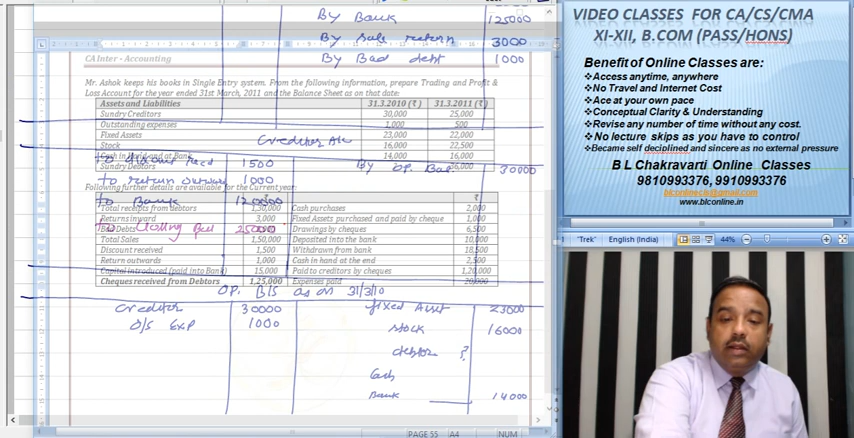 By Bank 125000
By Sale return 3000
By Bad debt 1000
CA Inter - Accounting
Mr. Ashok keeps his books in Single Entry system. From the following information, prepare Trading and Profit &
Loss Account for the year ended 31st March, 2011 and the Balance Sheet as on that date:
Assets and Liabilities 31.3.2010 (₹) 31.3.2011 (₹)
Sundry Creditors 30,000 25,000
Outstanding expenses 1,000 500
Fixed Assets 23,000 22,000
Stock 16,000 22,500
Cash in Hand and at Bank 14,000 16,000
Sundry Debtors
Creditor A/c
1500 By OP. Bal 30000
to return outward 1000
to Bank 120000
To Closing Bal 25000
Following further details are available for the Current year:
₹
Total receipts from debtors 1,30,000 Cash purchases 2,000
Returns inward 3,000 Fixed Assets purchased and paid by cheque 1,000
Bad Debts Drawings by cheques 6,500
Total Sales 1,50,000 Deposited into the bank 10,000
Discount received 1,500 Withdrawn from bank 18,500
Return outwards 1,000 Cash in hand at the end 2,500
Capital introduced (paid into Bank) 15,000 Paid to creditors by cheques 1,20,000
Cheques received from Debtors 1,25,000 Expenses paid 20,000
OP. B/S as on 31/3/10
Creditor 30000 fixed Asset 23000
O/S EXP 1000 Stock 16000
debtor ?
Cash
Bank 14000
PAGE 55 A4 NUM
VIDEO CLASSES FOR CA/CS/CMA
XI-XII, B.COM (PASS/HONS)
Benefit of Online Classes are:
❖Access anytime, anywhere
❖No Travel and Internet Cost
❖Ace at your own pace
❖Conceptual Clarity & Understanding
❖Revise any number of time without any cost.
❖No lecture skips as you have to control
❖Became self deciplined and sincere as no external pressure
B L Chakravarti Online Classes
9810993376, 9910993376
www.blconline.in
"Trek" English (India) 44%